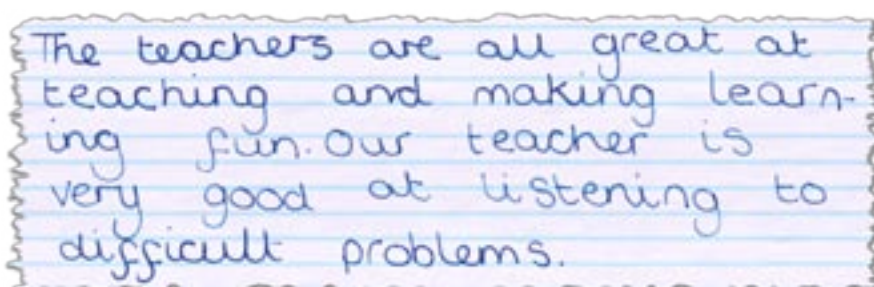 The teachers are all great at
teaching and making learn-
ing fun. Our teacher is
very good at listening to
difficult problems.